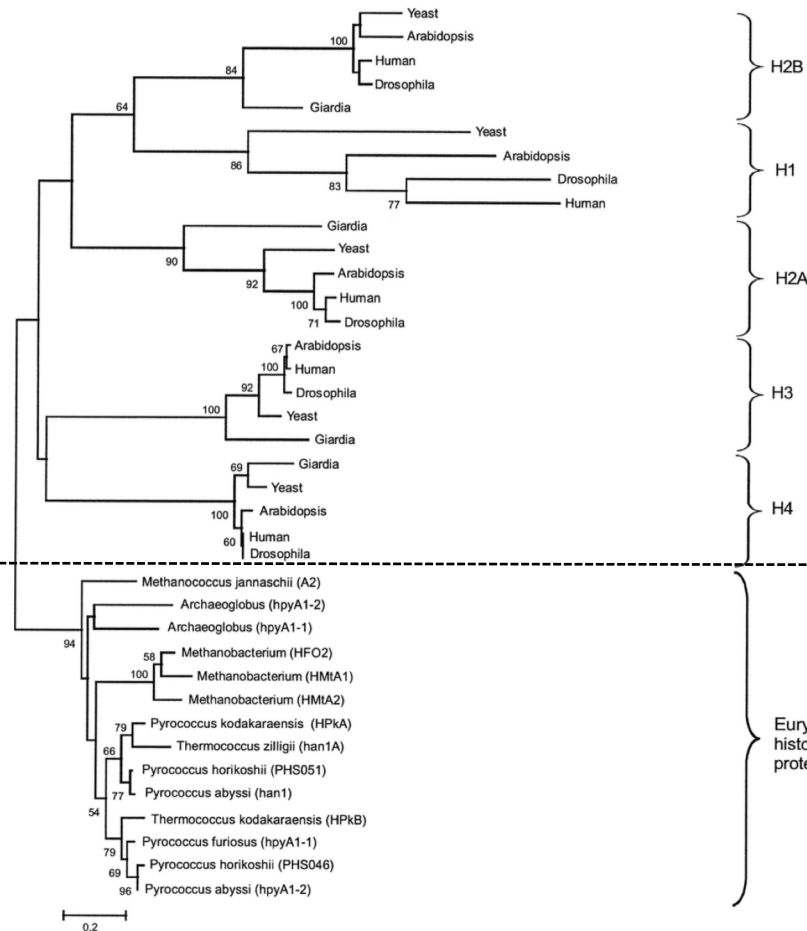 Yeast
100
Arabidopsis
Human
84
Drosophila
H2B
64
Giardia
Yeast
86
Arabidopsis
H1
83
Drosophila
77
Human
Giardia
90
Yeast
92
Arabidopsis
H2A
100
Human
71
Drosophila
67
Arabidopsis
100
Human
92
Drosophila
H3
100
Yeast
Giardia
69
Giardia
Yeast
100
Arabidopsis
H4
60
Human
Drosophila
Methanococcus jannaschii (A2)
Archaeoglobus (hpyA1-2)
Archaeoglobus (hpyA1-1)
94
58
Methanobacterium (HFO2)
100
Methanobacterium (HMtA1)
Methanobacterium (HMtA2)
79
Pyrococcus kodakaraensis (HPkA)
Eury
66
Thermococcus zilligii (han1A)
histo
Pyrococcus horikoshii (PHS051)
prote
77
Pyrococcus abyssi (han1)
54
Thermococcus kodakaraensis (HPkB)
79
Pyrococcus furiosus (hpyA1-1)
69
Pyrococcus horikoshii (PHS046)
96
Pyrococcus abyssi (hpyA1-2)
0.2